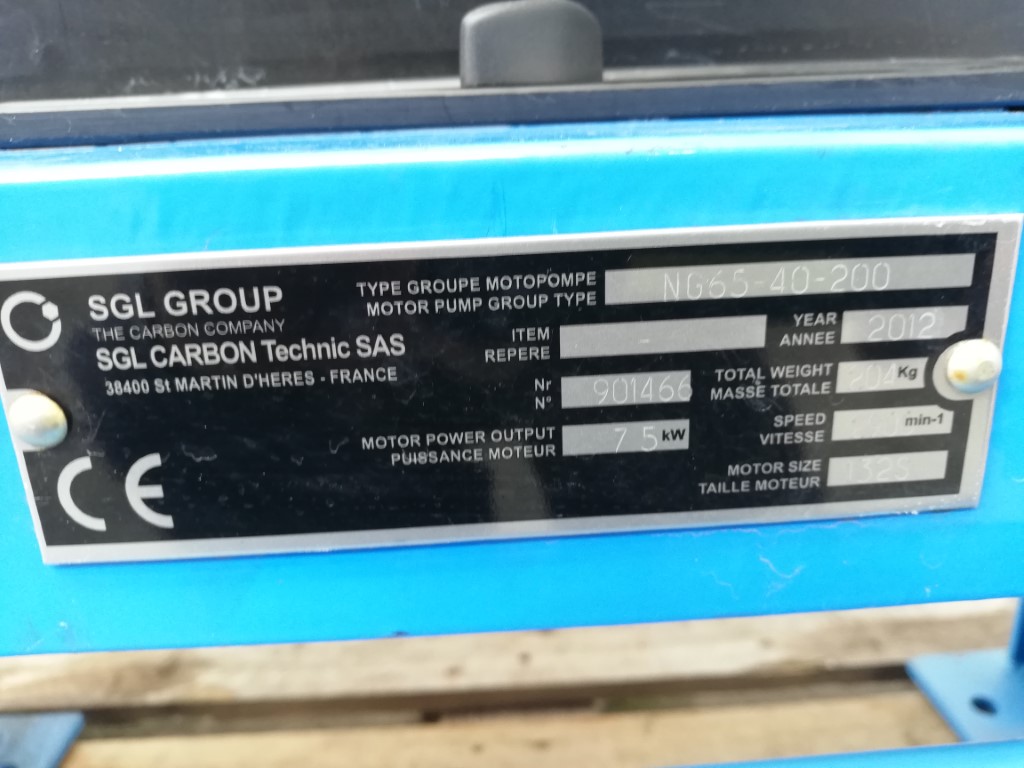 SGL GROUP
THE CARBON COMPANY
SGL CARBON Technic SAS
38400 St MARTIN D'HERES - FRANCE
CE
TYPE GROUPE MOTOPOMPE
MOTOR PUMP GROUP TYPE
NG65-40-200
ITEM
REPERE
-
YEAR
ANNEE
2012
Nr
N°
901466
TOTAL WEIGHT
MASSE TOTALE
Kg
MOTOR POWER OUTPUT
PUISSANCE MOTEUR
7.5 kW
SPEED
VITESSE
min-1
MOTOR SIZE
TAILLE MOTEUR
132S